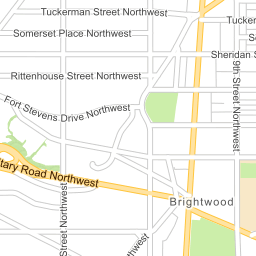 Tuckerman Street Northwest
Tucker
Somerset Place Northwest
Sheridan S
Rittenhouse Street Northwest
Fort Stevens Drive Northwest
9th Street Northwest
tary Road Northwest
Brightwood
Street Northwest
Northwest